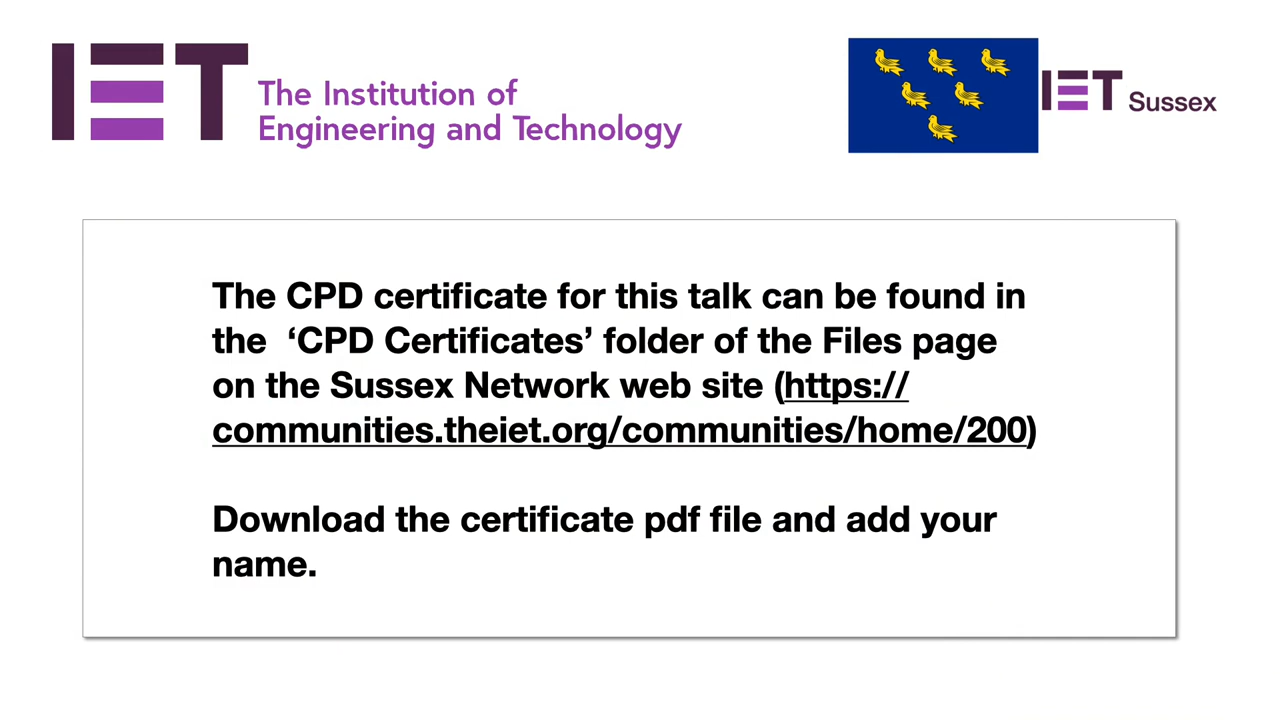 IET The Institution of
Engineering and Technology
IET Sussex
The CPD certificate for this talk can be found in
the  ‘CPD Certificates’ folder of the Files page
on the Sussex Network web site (https://
communities.theiet.org/communities/home/200)
Download the certificate pdf file and add your
name.